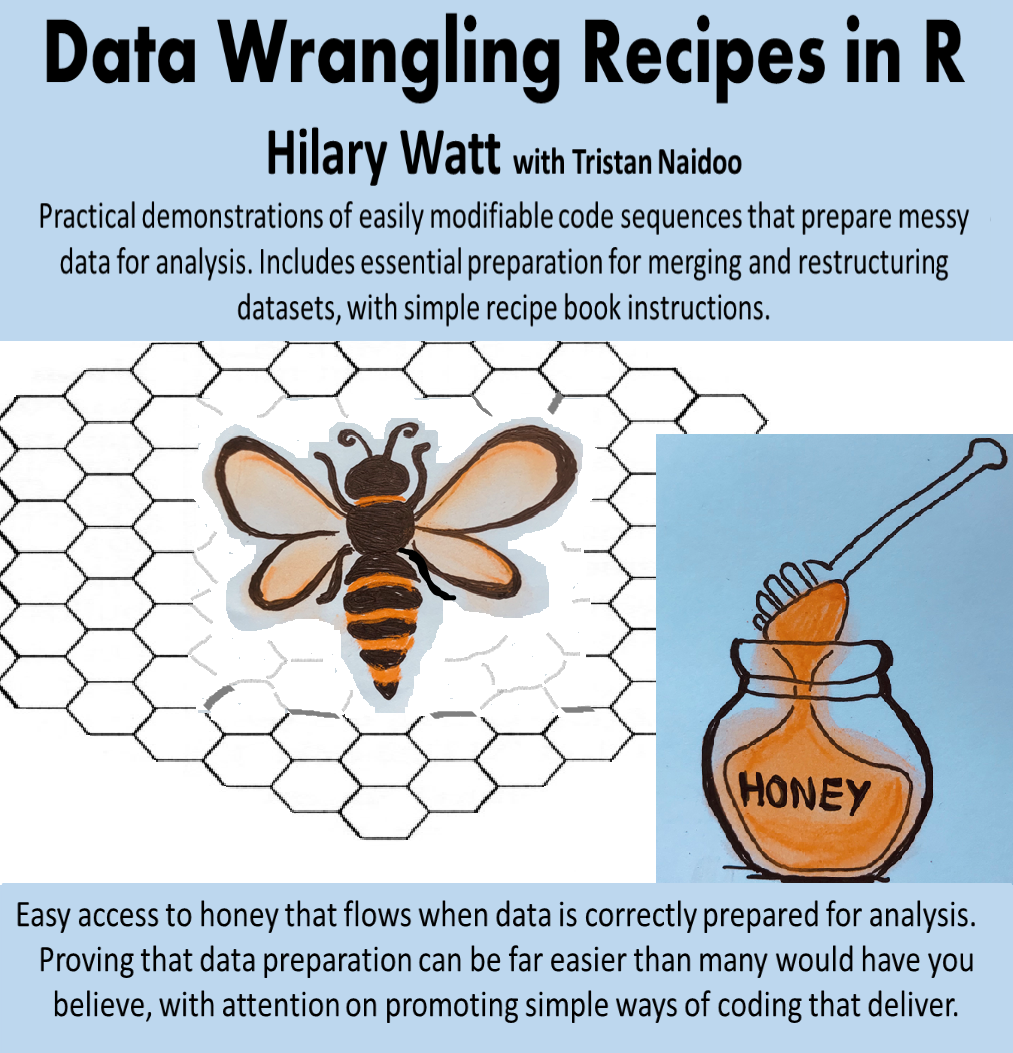 Data Wrangling Recipes in R
Hilary Watt with Tristan Naidoo
Practical demonstrations of easily modifiable code sequences that prepare messy
data for analysis. Includes essential preparation for merging and restructuring
datasets, with simple recipe book instructions.
HONEY
Easy access to honey that flows when data is correctly prepared for analysis.
Proving that data preparation can be far easier than many would have you
believe, with attention on promoting simple ways of coding that deliver.